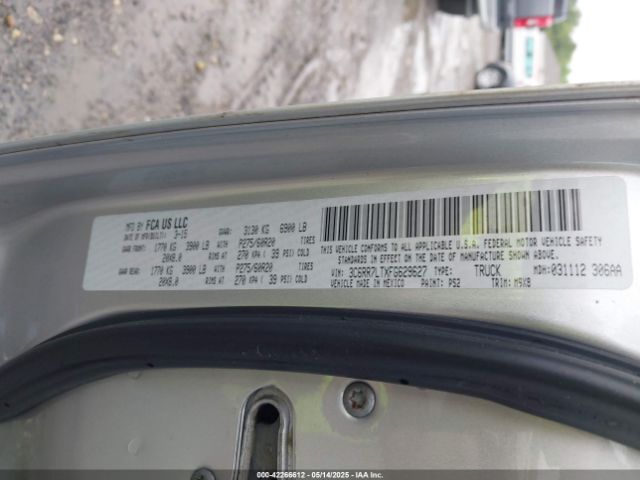 MFG BY FCA US LLC
DATE OF MFR/BUILT: 3-15 GVWR: 3130 KG 6900 LB
GAWR FRONT: 1770 KG 3900 LB WITH P275/60R20 TIRES
20X8.0 RIMS AT 270 KPA ( 39 PSI) COLD
GAWR REAR: 1770 KG 3900 LB WITH P275/60R20 TIRES
20X8.0 RIMS AT 270 KPA ( 39 PSI) COLD
THIS VEHICLE CONFORMS TO ALL APPLICABLE U.S.A. FEDERAL MOTOR VEHICLE SAFETY
STANDARDS IN EFFECT ON THE DATE OF MANUFACTURE SHOWN ABOVE.
VIN: 3C6RR7LTXFG629627 TYPE: TRUCK MDH: 031112 306AA
VEHICLE MADE IN MEXICO PAINT: PS2 TRIM: M9X8
000-42266612 - 05/14/2025 - © IAA Holdings, LLC